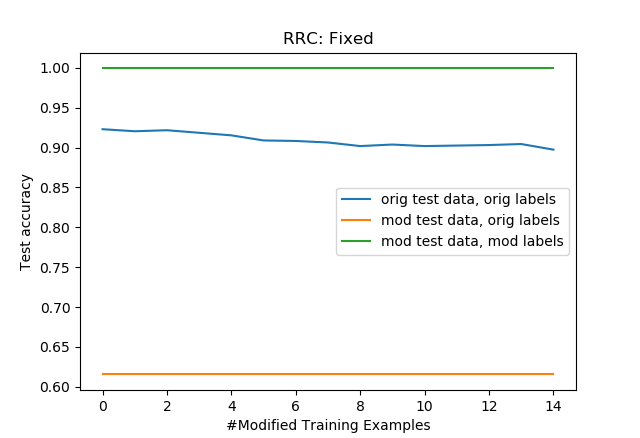 RRC: Fixed
1.00
0.95
0.90
0.85
0.80
0.75
0.70
0.65
0.60
Test accuracy
orig test data, orig labels
mod test data, orig labels
mod test data, mod labels
0 2 4 6 8 10 12 14
#Modified Training Examples